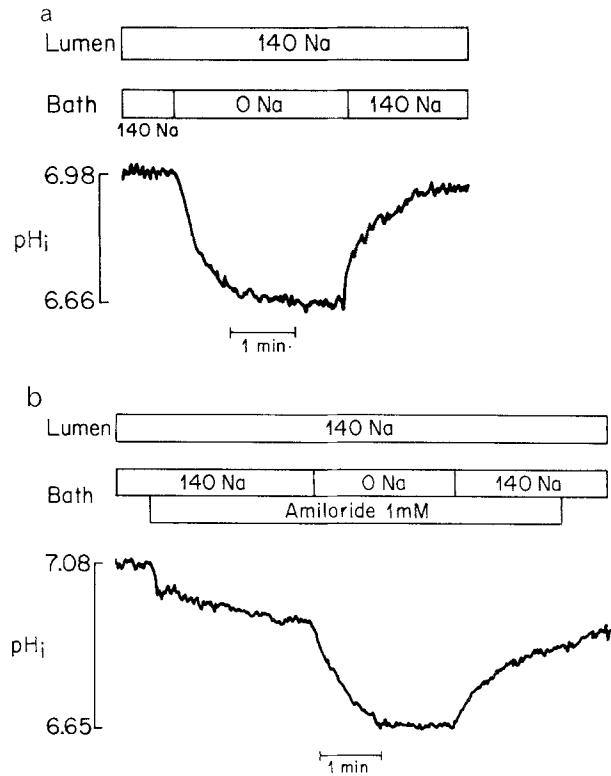 a
Lumen 140 Na
Bath 0 Na 140 Na
140 Na
6.98
pHi
6.66
1 min.
b
Lumen 140 Na
Bath 140 Na 0 Na 140 Na
Amiloride 1mM
7.08
pHi
6.65
1 min